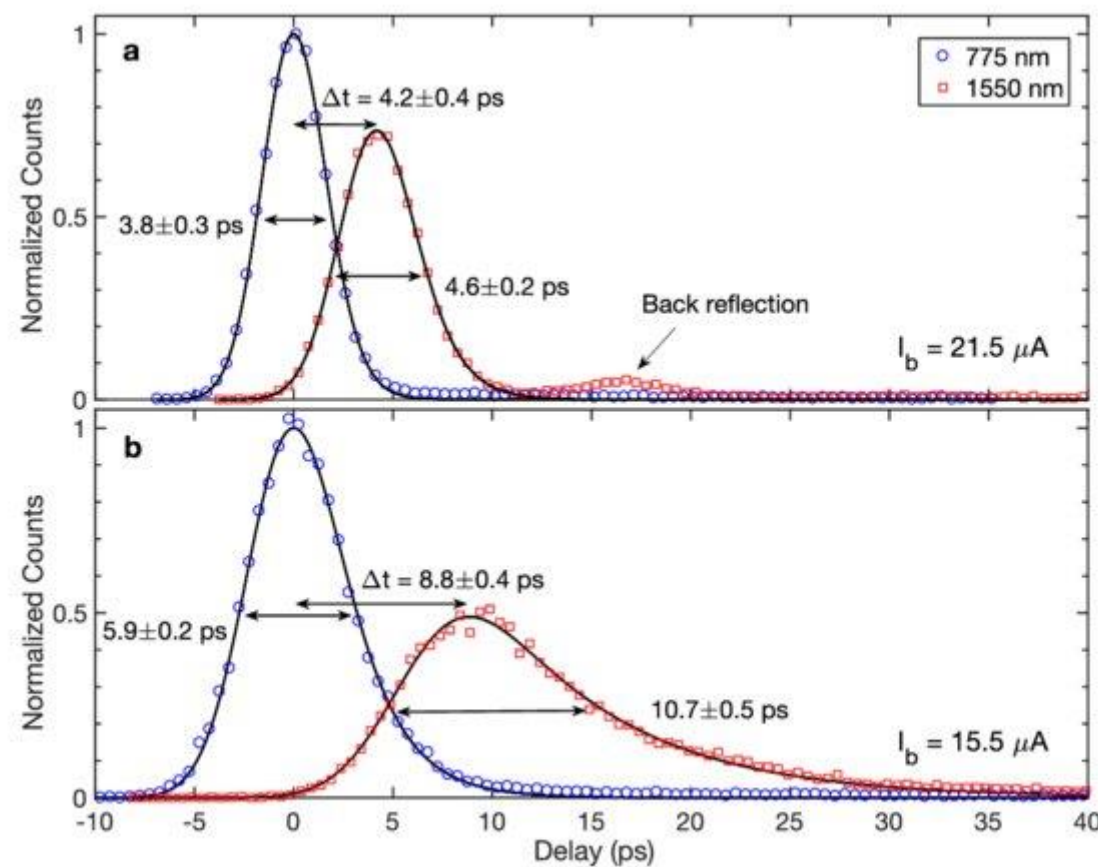 a
775 nm
1550 nm
Δt = 4.2±0.4 ps
3.8±0.3 ps
4.6±0.2 ps
Back reflection
I_b = 21.5 μA
Normalized Counts
1
0.5
0
b
Δt = 8.8±0.4 ps
5.9±0.2 ps
10.7±0.5 ps
I_b = 15.5 μA
Normalized Counts
1
0.5
0
-10 -5 0 5 10 15 20 25 30 35 40
Delay (ps)